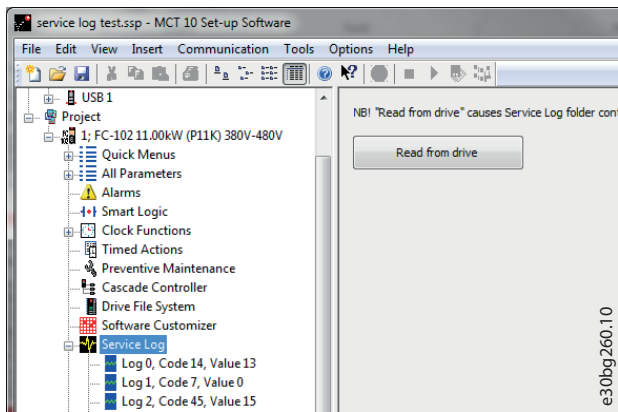 service log test.ssp - MCT 10 Set-up Software
File Edit View Insert Communication Tools Options Help
USB 1
Project
1; FC-102 11.00kW (P11K) 380V-480V
Quick Menus
All Parameters
Alarms
Smart Logic
Clock Functions
Timed Actions
Preventive Maintenance
Cascade Controller
Drive File System
Software Customizer
Service Log
Log 0, Code 14, Value 13
Log 1, Code 7, Value 0
Log 2, Code 45, Value 15
NB! "Read from drive" causes Service Log folder con
Read from drive
e30bg260.10